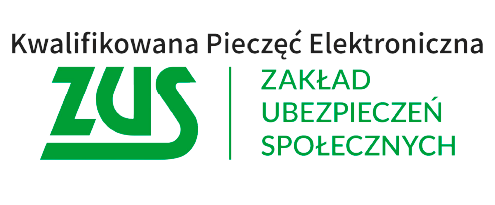 Kwalifikowana Pieczęć Elektroniczna
ZUS
ZAKŁAD
UBEZPIECZEŃ
SPOŁECZNYCH